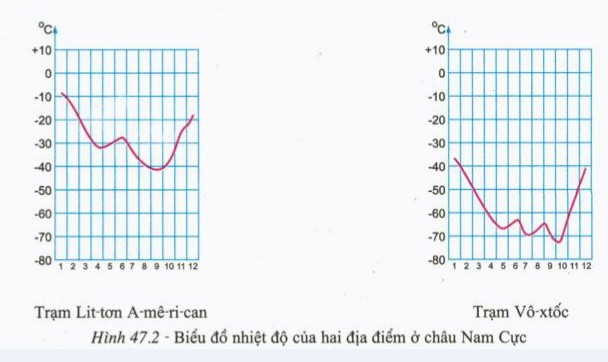 °C
+10
0
-10
-20
-30
-40
-50
-60
-70
-80
1 2 3 4 5 6 7 8 9 10 11 12
Trạm Lit-tơn A-mê-ri-can
°C
+10
0
-10
-20
-30
-40
-50
-60
-70
-80
1 2 3 4 5 6 7 8 9 10 11 12
Trạm Vô-xtốc
Hình 47.2 - Biểu đồ nhiệt độ của hai địa điểm ở châu Nam Cực